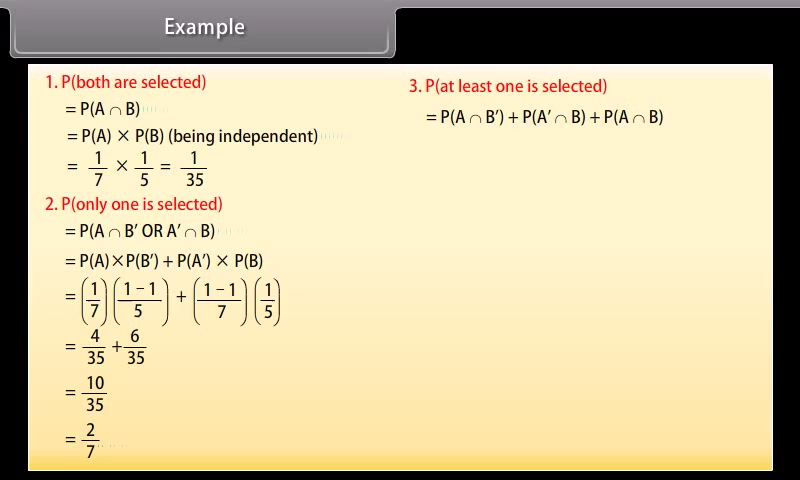 Example
1. P(both are selected)
= P(A ∩ B)
= P(A) × P(B) (being independent)
= 1/7 × 1/5 = 1/35
2. P(only one is selected)
= P(A ∩ B′ OR A′ ∩ B)
= P(A)×P(B′) + P(A′) × P(B)
= (1/7) ((1 − 1)/5) + ((1 − 1)/7) (1/5)
= 4/35 + 6/35
= 10/35
= 2/7
3. P(at least one is selected)
= P(A ∩ B′) + P(A′ ∩ B) + P(A ∩ B)